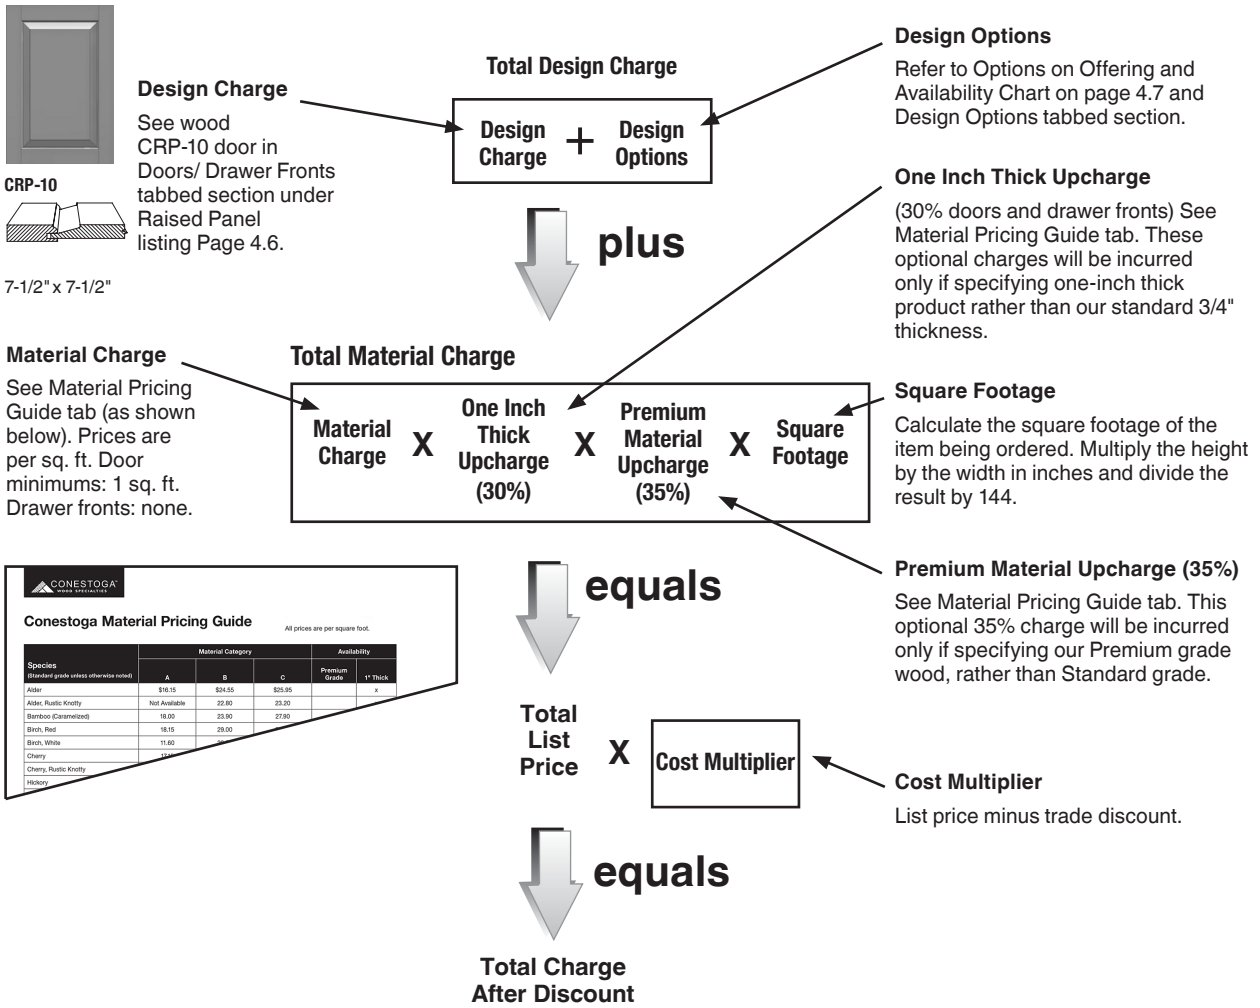 CRP-10
7-1/2" x 7-1/2"
Design Charge
See wood
CRP-10 door in
Doors/ Drawer Fronts
tabbed section under
Raised Panel
listing Page 4.6.
Total Design Charge
Design
Charge
+
Design
Options
Design Options
Refer to Options on Offering and
Availability Chart on page 4.7 and
Design Options tabbed section.
plus
One Inch Thick Upcharge
(30% doors and drawer fronts) See
Material Pricing Guide tab. These
optional charges will be incurred
only if specifying one-inch thick
product rather than our standard 3/4"
thickness.
Material Charge
See Material Pricing
Guide tab (as shown
below). Prices are
per sq. ft. Door
minimums: 1 sq. ft.
Drawer fronts: none.
Total Material Charge
Material
Charge
X
One Inch
Thick
Upcharge
(30%)
X
Premium
Material
Upcharge
(35%)
X
Square
Footage
Square Footage
Calculate the square footage of the
item being ordered. Multiply the height
by the width in inches and divide the
result by 144.
equals
Premium Material Upcharge (35%)
See Material Pricing Guide tab. This
optional 35% charge will be incurred
only if specifying our Premium grade
wood, rather than Standard grade.
CONESTOGA
WOOD SPECIALTIES
Conestoga Material Pricing Guide
All prices are per square foot.
Species
(Standard grade unless otherwise noted)
Material Category
Availability
A B C
Premium
Grade
1" Thick
Alder $16.15 $24.55 $25.95 x
Alder, Rustic Knotty Not Available 22.80 23.20
Bamboo (Caramelized) 18.00 23.90 27.90
Birch, Red 18.15 29.00
Birch, White 11.60
Cherry
Cherry, Rustic Knotty
Hickory
Total
List
Price
X
Cost Multiplier
Cost Multiplier
List price minus trade discount.
equals
Total Charge
After Discount